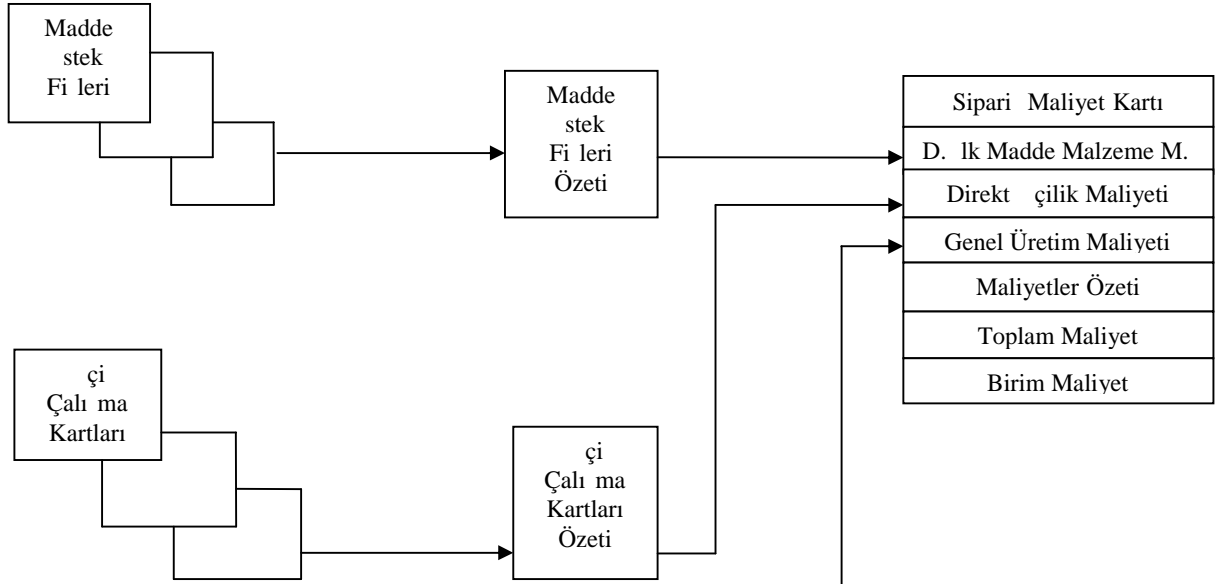 Madde
stek
Fi leri
Madde
stek
Fi leri
Özeti
Sipari Maliyet Kartı
D. lk Madde Malzeme M.
Direkt çilik Maliyeti
Genel Üretim Maliyeti
Maliyetler Özeti
Toplam Maliyet
Birim Maliyet
çi
Çalı ma
Kartları
çi
Çalı ma
Kartları
Özeti